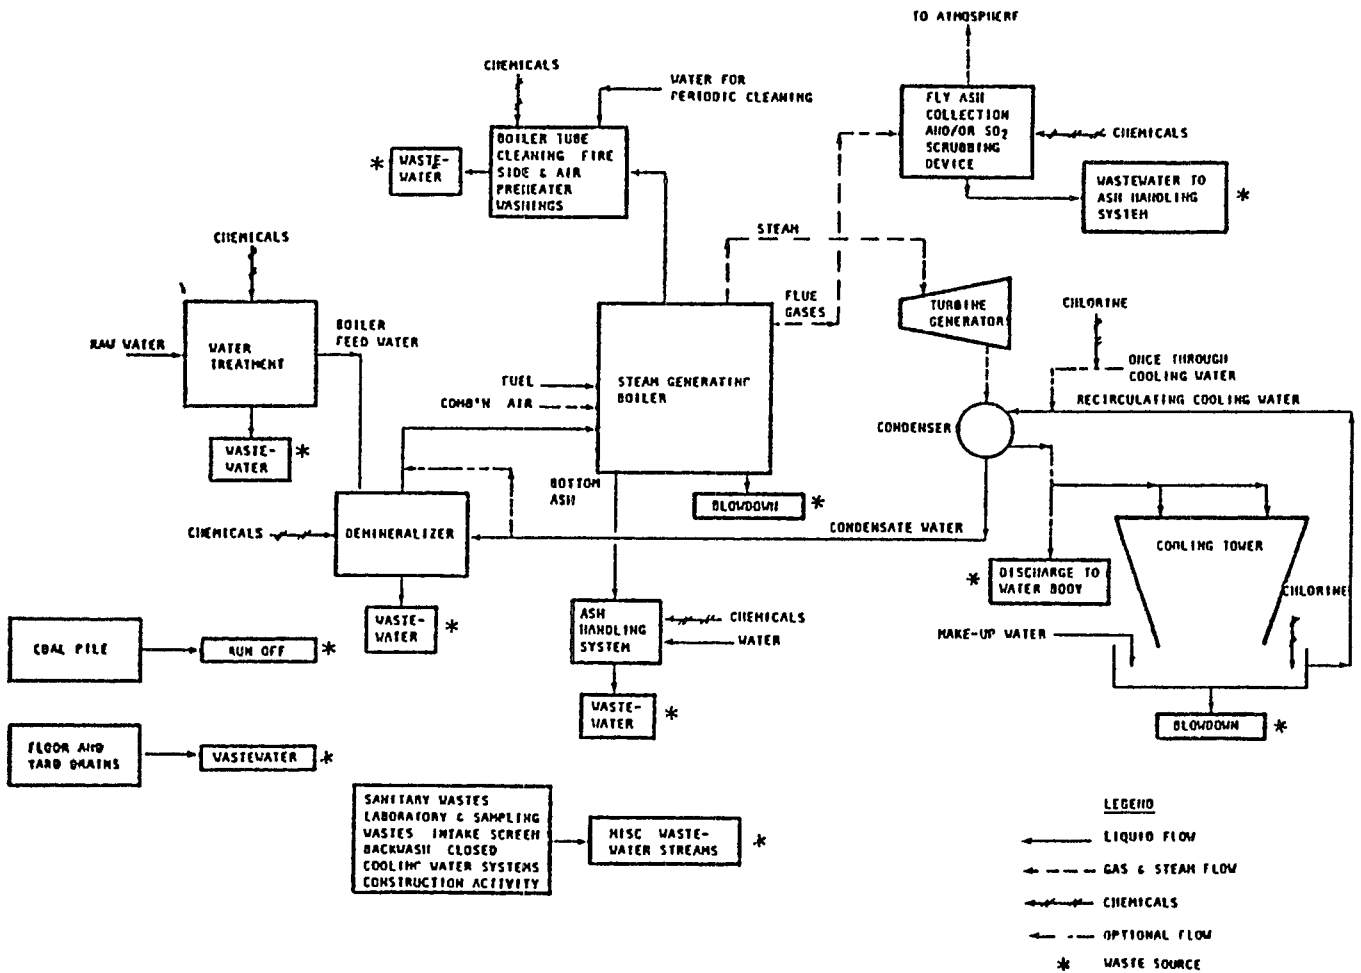 TO ATMOSPHERE
CHEMICALS
WATER FOR
PERIODIC CLEANING
BOILER TUBE
CLEANING FIRE
SIDE & AIR
PREHEATER
WASHINGS
* WASTE-
WATER
FLY ASH
COLLECTION
AND/OR SO2
SCRUBBING
DEVICE
CHEMICALS
WASTEWATER TO
ASH HANDLING
SYSTEM
*
CHEMICALS
RAW WATER
WATER
TREATMENT
BOILER
FEED WATER
WASTE-
WATER
*
STEAM
FLUE
GASES
TURBINE
GENERATOR
CHLORINE
ONCE THROUGH
COOLING WATER
RECIRCULATING COOLING WATER
FUEL
COMB'N AIR
STEAM GENERATING
BOILER
CONDENSER
BOTTOM
ASH
BLOWDOWN *
CHEMICALS
DEMINERALIZER
CONDENSATE WATER
WASTE-
WATER
*
COOLING TOWER
* DISCHARGE TO
WATER BODY
CHLORINE
MAKE-UP WATER
BLOWDOWN *
ASH
HANDLING
SYSTEM
CHEMICALS
WATER
WASTE-
WATER
*
COAL PILE
RUN OFF *
FLOOR AND
YARD DRAINS
WASTEWATER *
SANITARY WASTES
LABORATORY & SAMPLING
WASTES INTAKE SCREEN
BACKWASH CLOSED
COOLING WATER SYSTEMS
CONSTRUCTION ACTIVITY
MISC WASTE-
WATER STREAMS
*
LEGEND
LIQUID FLOW
GAS & STEAM FLOW
CHEMICALS
OPTIONAL FLOW
* WASTE SOURCE